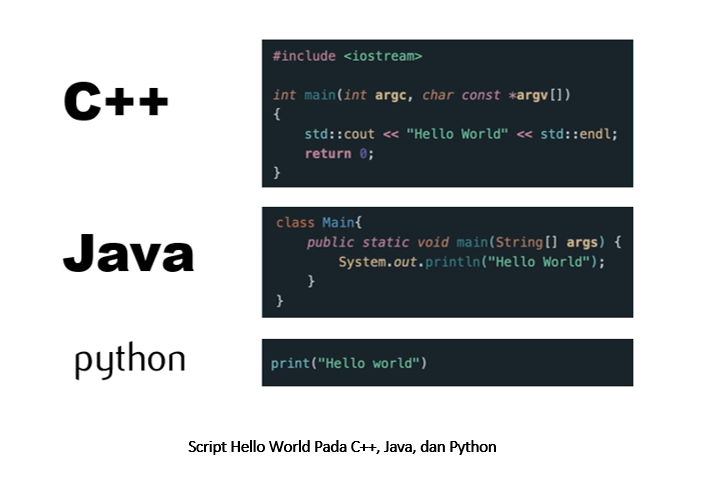 C++
#include <iostream>
int main(int argc, char const *argv[])
{
    std::cout << "Hello World" << std::endl;
    return 0;
}
Java
class Main{
    public static void main(String[] args) {
        System.out.println("Hello World");
    }
}
python
print("Hello world")
Script Hello World Pada C++, Java, dan Python